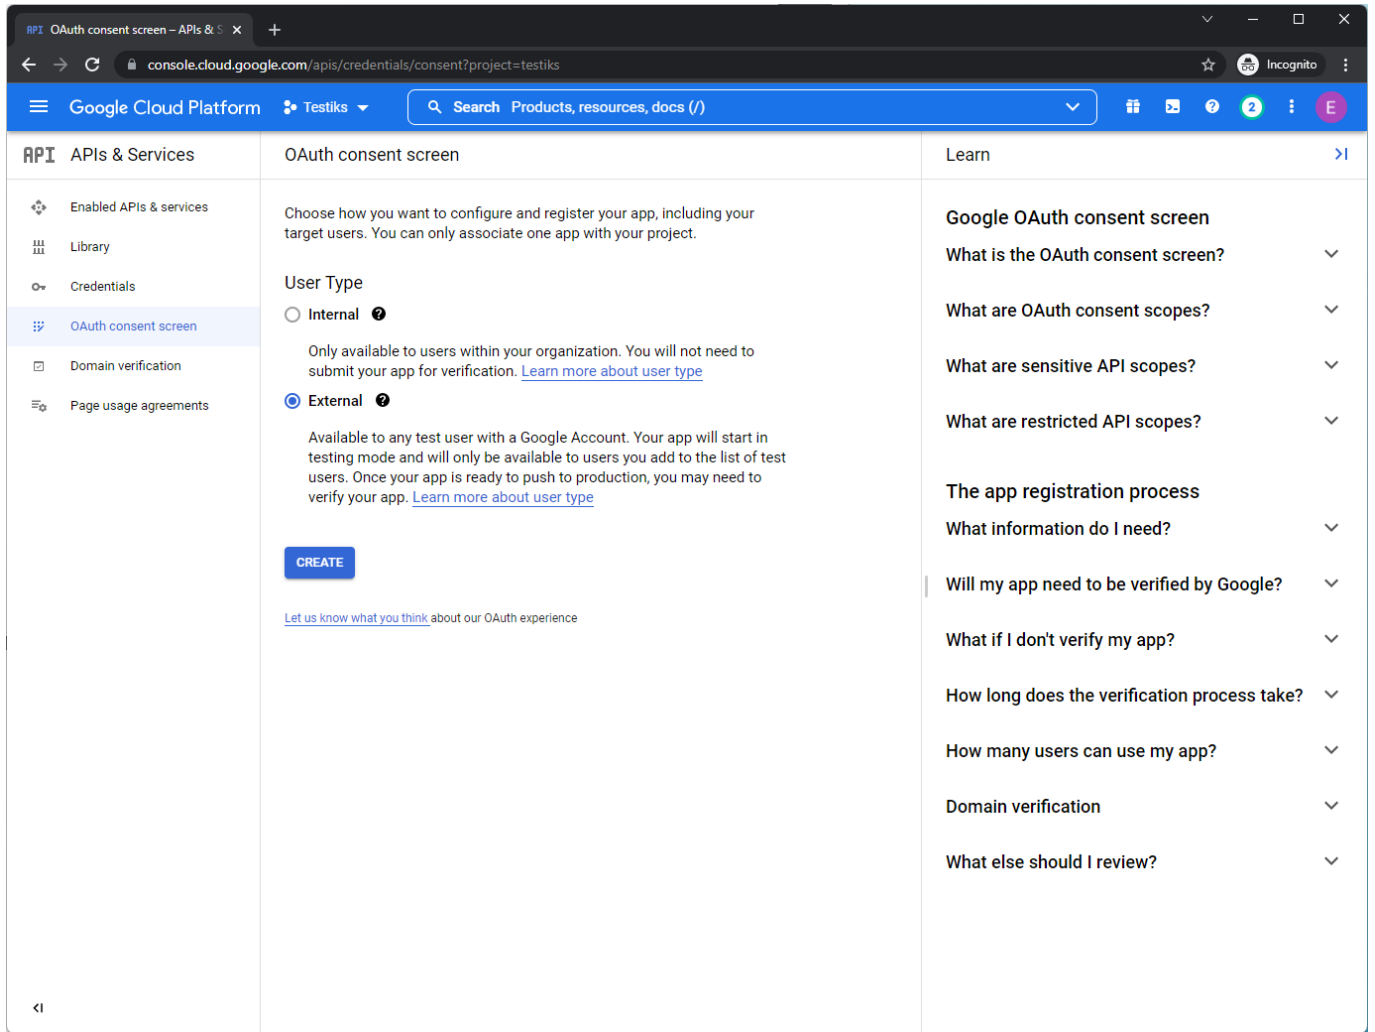 API OAuth consent screen – APIs & S
console.cloud.google.com/apis/credentials/consent?project=testiks
Incognito
Google Cloud Platform
Testiks
Search Products, resources, docs (/)
2
E
API APIs & Services
Enabled APIs & services
Library
Credentials
OAuth consent screen
Domain verification
Page usage agreements
OAuth consent screen
Choose how you want to configure and register your app, including your
target users. You can only associate one app with your project.
User Type
Internal
Only available to users within your organization. You will not need to
submit your app for verification. Learn more about user type
External
Available to any test user with a Google Account. Your app will start in
testing mode and will only be available to users you add to the list of test
users. Once your app is ready to push to production, you may need to
verify your app. Learn more about user type
CREATE
Let us know what you think about our OAuth experience
Learn
Google OAuth consent screen
What is the OAuth consent screen?
What are OAuth consent scopes?
What are sensitive API scopes?
What are restricted API scopes?
The app registration process
What information do I need?
Will my app need to be verified by Google?
What if I don't verify my app?
How long does the verification process take?
How many users can use my app?
Domain verification
What else should I review?